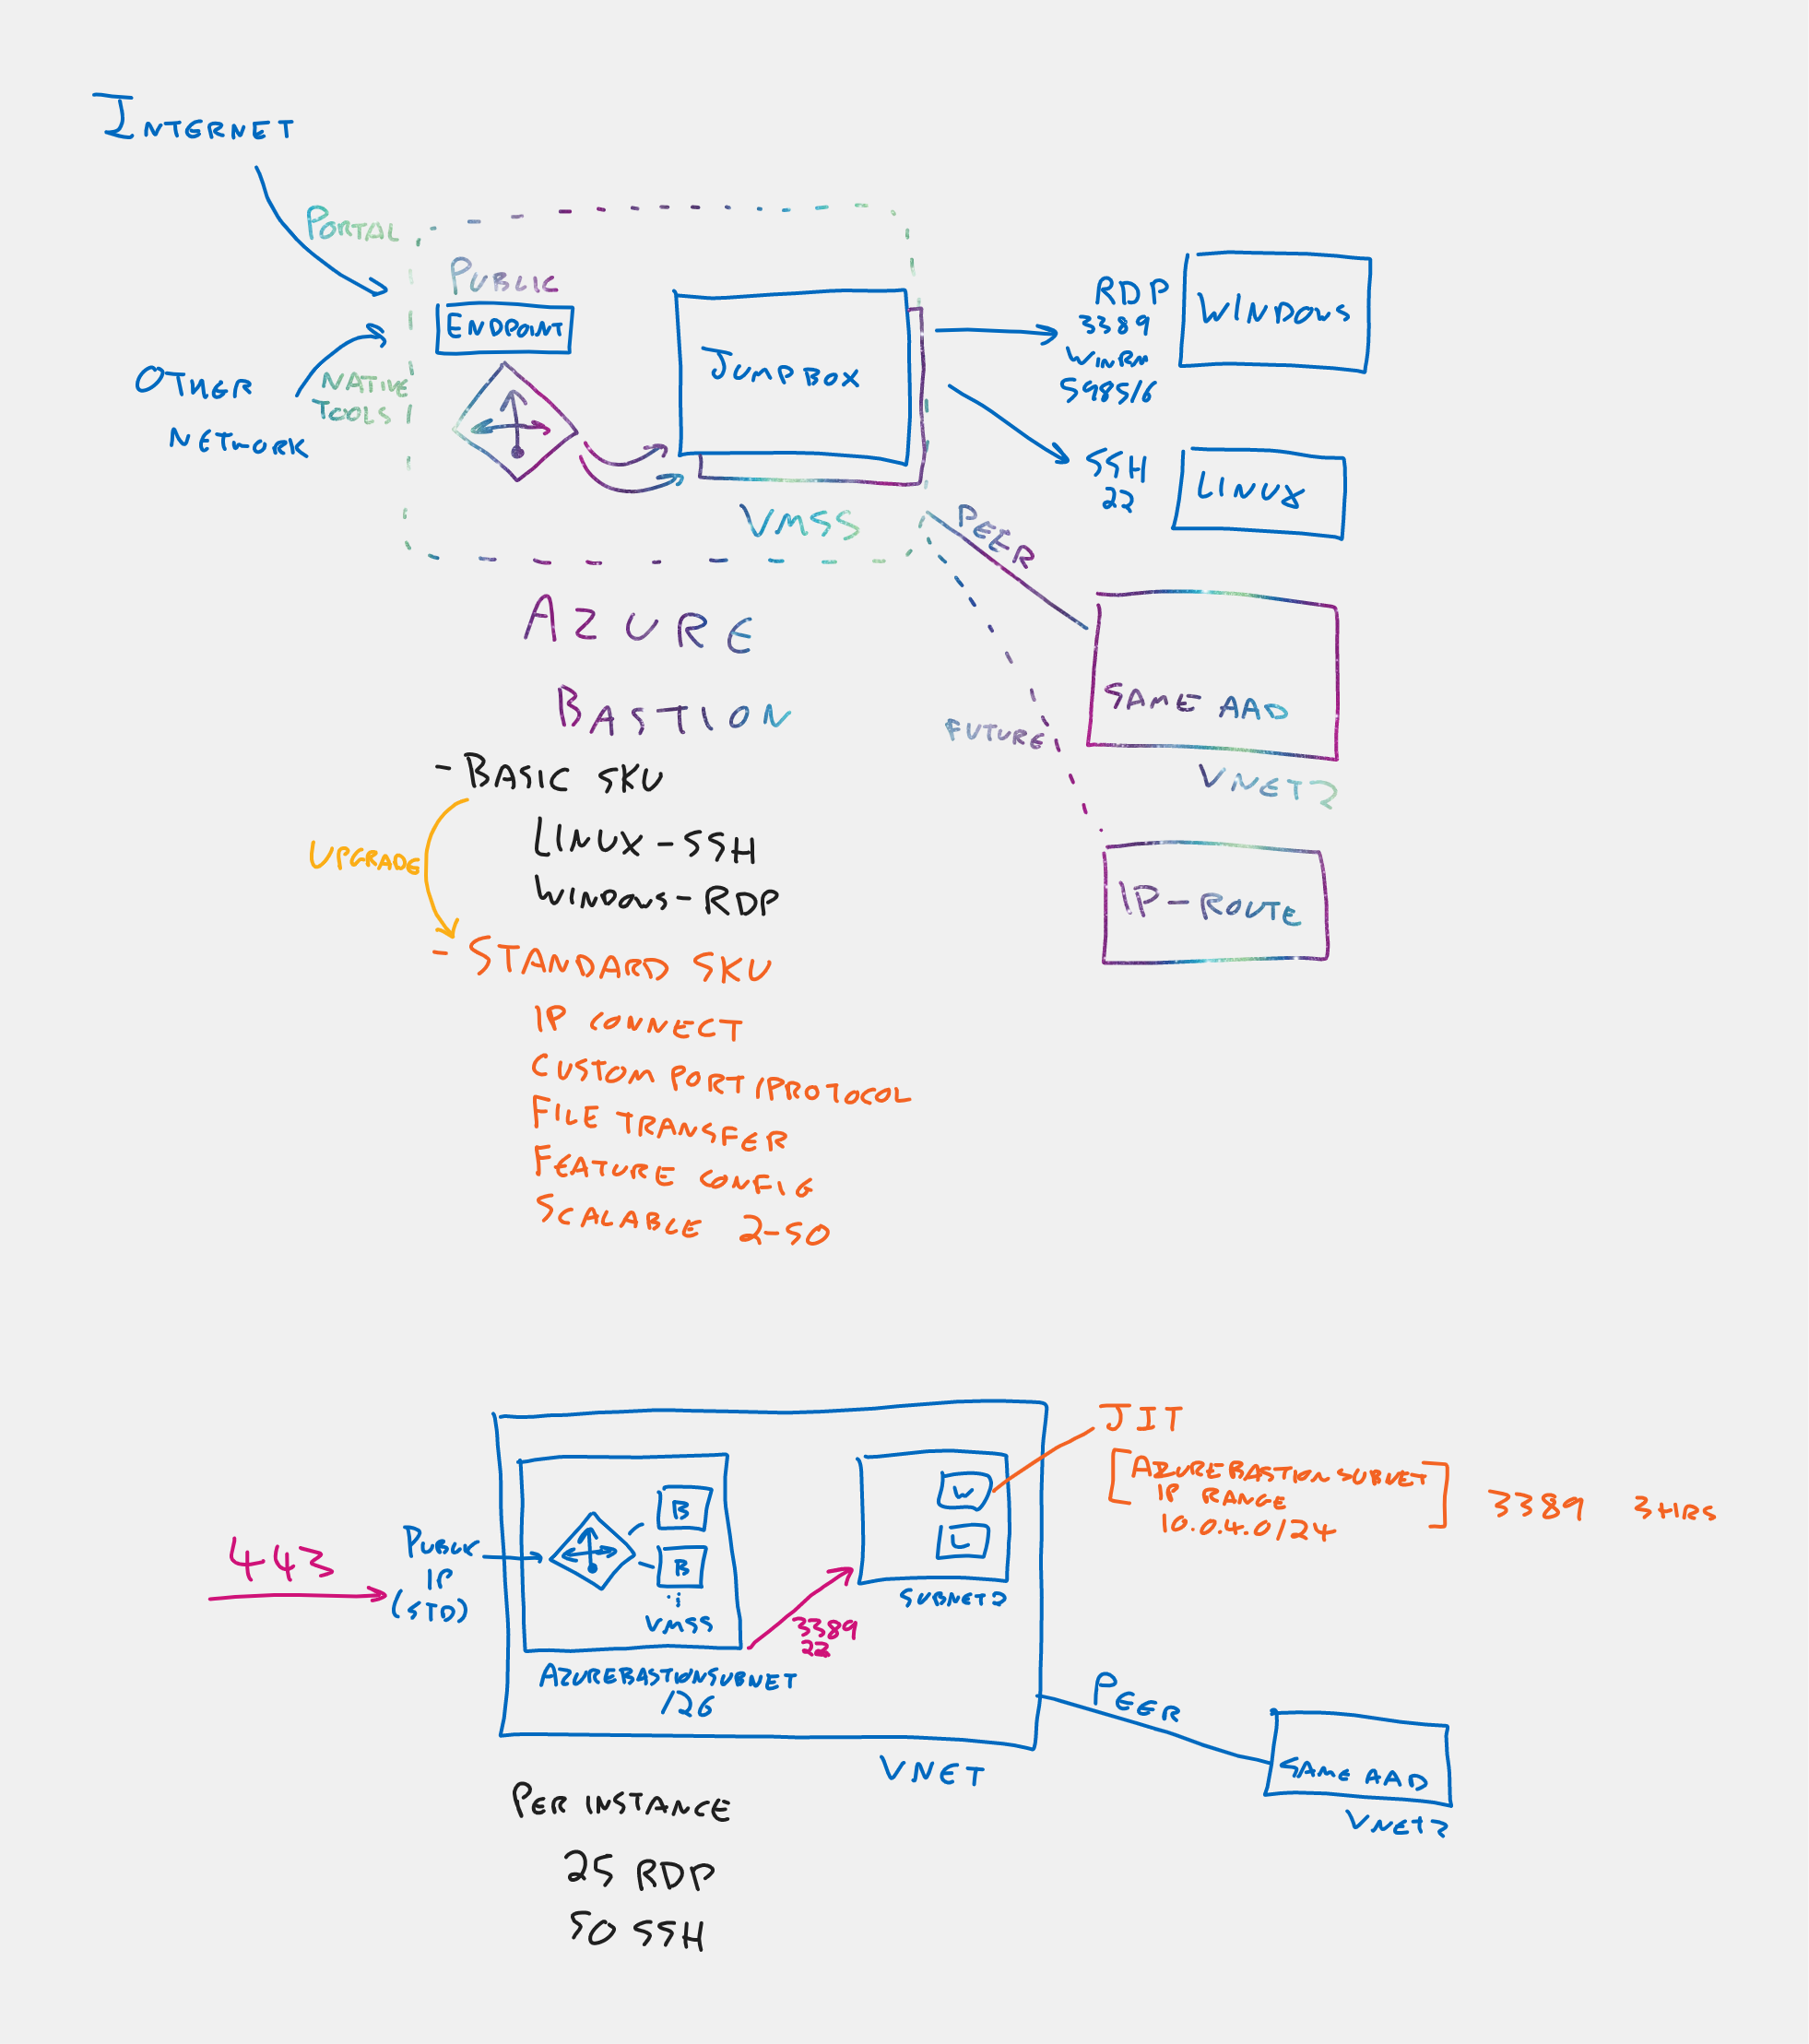 INTERNET
PORTAL
PUBLIC
ENDPOINT
OTHER
NETWORK
NATIVE
TOOLS
JUMPBOX
VMSS
RDP
3389
WINRM
5985/6
WINDOWS
SSH
22
LINUX
PEER
SAME AAD
VNET2
FUTURE
IP-ROUTE
AZURE
BASTION
- BASIC SKU
LINUX-SSH
WINDOWS-RDP
UPGRADE
- STANDARD SKU
IP CONNECT
CUSTOM PORT/PROTOCOL
FILE TRANSFER
FEATURE CONFIG
SCALABLE 2-50
443
PUBLIC
IP
(STD)
B
B
VMSS
AZUREBASTIONSUBNET
/26
3389
22
W
L
SUBNET2
VNET
JIT
[AZUREBASTIONSUBNET
IP RANGE
10.0.4.0/24] 3389 3HRS
PEER
SAME AAD
VNET2
PER INSTANCE
25 RDP
50 SSH